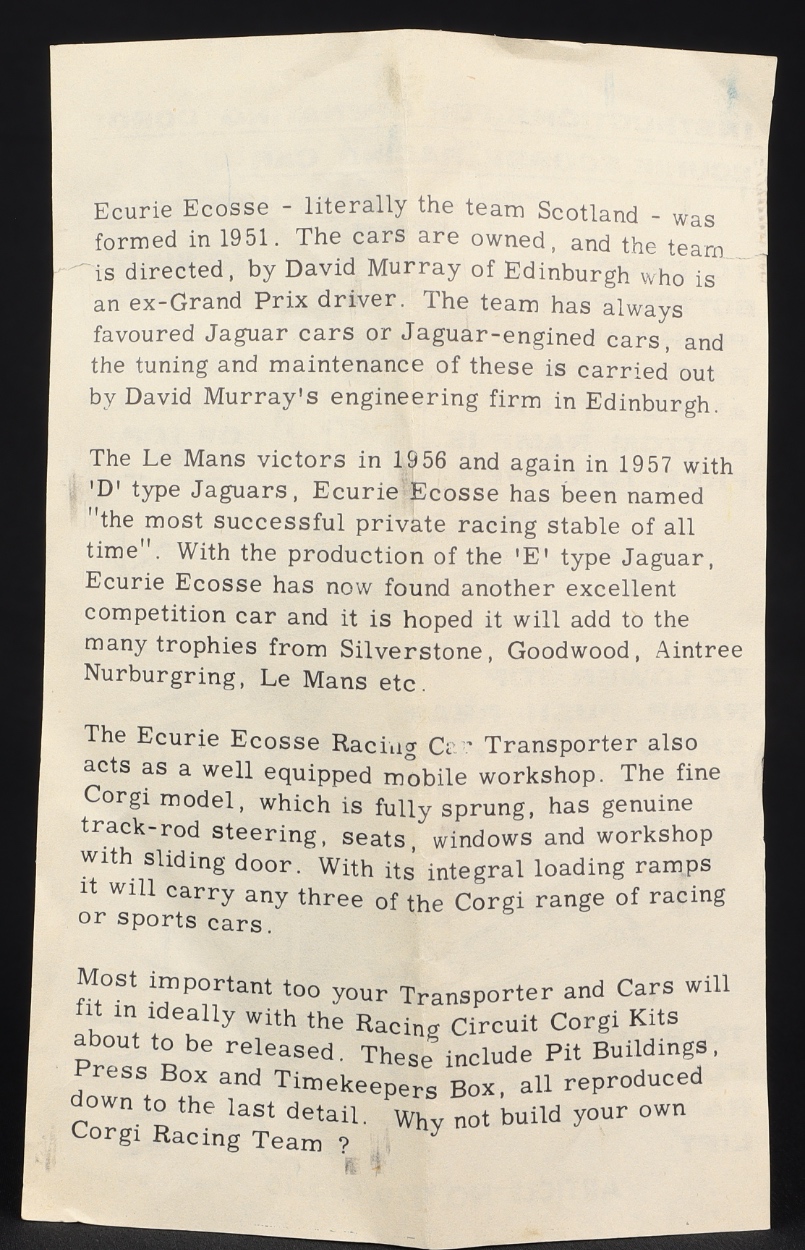 Ecurie Ecosse - literally the team Scotland - was
formed in 1951. The cars are owned, and the team
is directed, by David Murray of Edinburgh who is
an ex-Grand Prix driver. The team has always
favoured Jaguar cars or Jaguar-engined cars, and
the tuning and maintenance of these is carried out
by David Murray's engineering firm in Edinburgh.
The Le Mans victors in 1956 and again in 1957 with
'D' type Jaguars, Ecurie Ecosse has been named
"the most successful private racing stable of all
time". With the production of the 'E' type Jaguar,
Ecurie Ecosse has now found another excellent
competition car and it is hoped it will add to the
many trophies from Silverstone, Goodwood, Aintree
Nurburgring, Le Mans etc.
The Ecurie Ecosse Racing Car Transporter also
acts as a well equipped mobile workshop. The fine
Corgi model, which is fully sprung, has genuine
track-rod steering, seats, windows and workshop
with sliding door. With its integral loading ramps
it will carry any three of the Corgi range of racing
or sports cars.
Most important too your Transporter and Cars will
fit in ideally with the Racing Circuit Corgi Kits
about to be released. These include Pit Buildings,
Press Box and Timekeepers Box, all reproduced
down to the last detail. Why not build your own
Corgi Racing Team ?